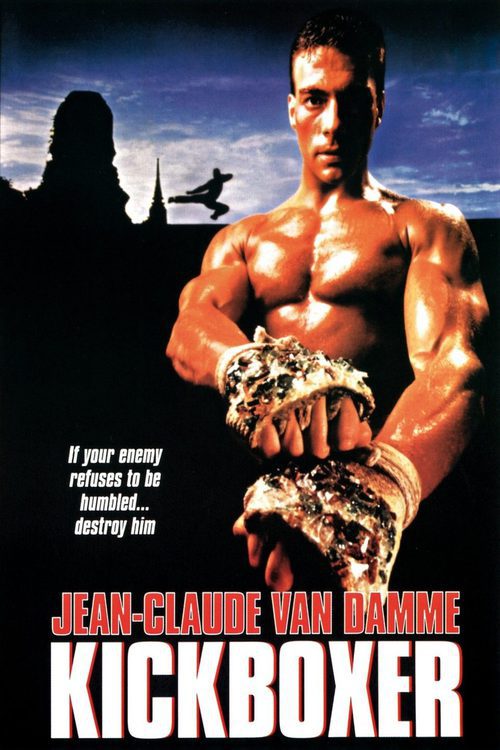 If your enemy
refuses to be
humbled...
destroy him
JEAN-CLAUDE VAN DAMME
KICKBOXER